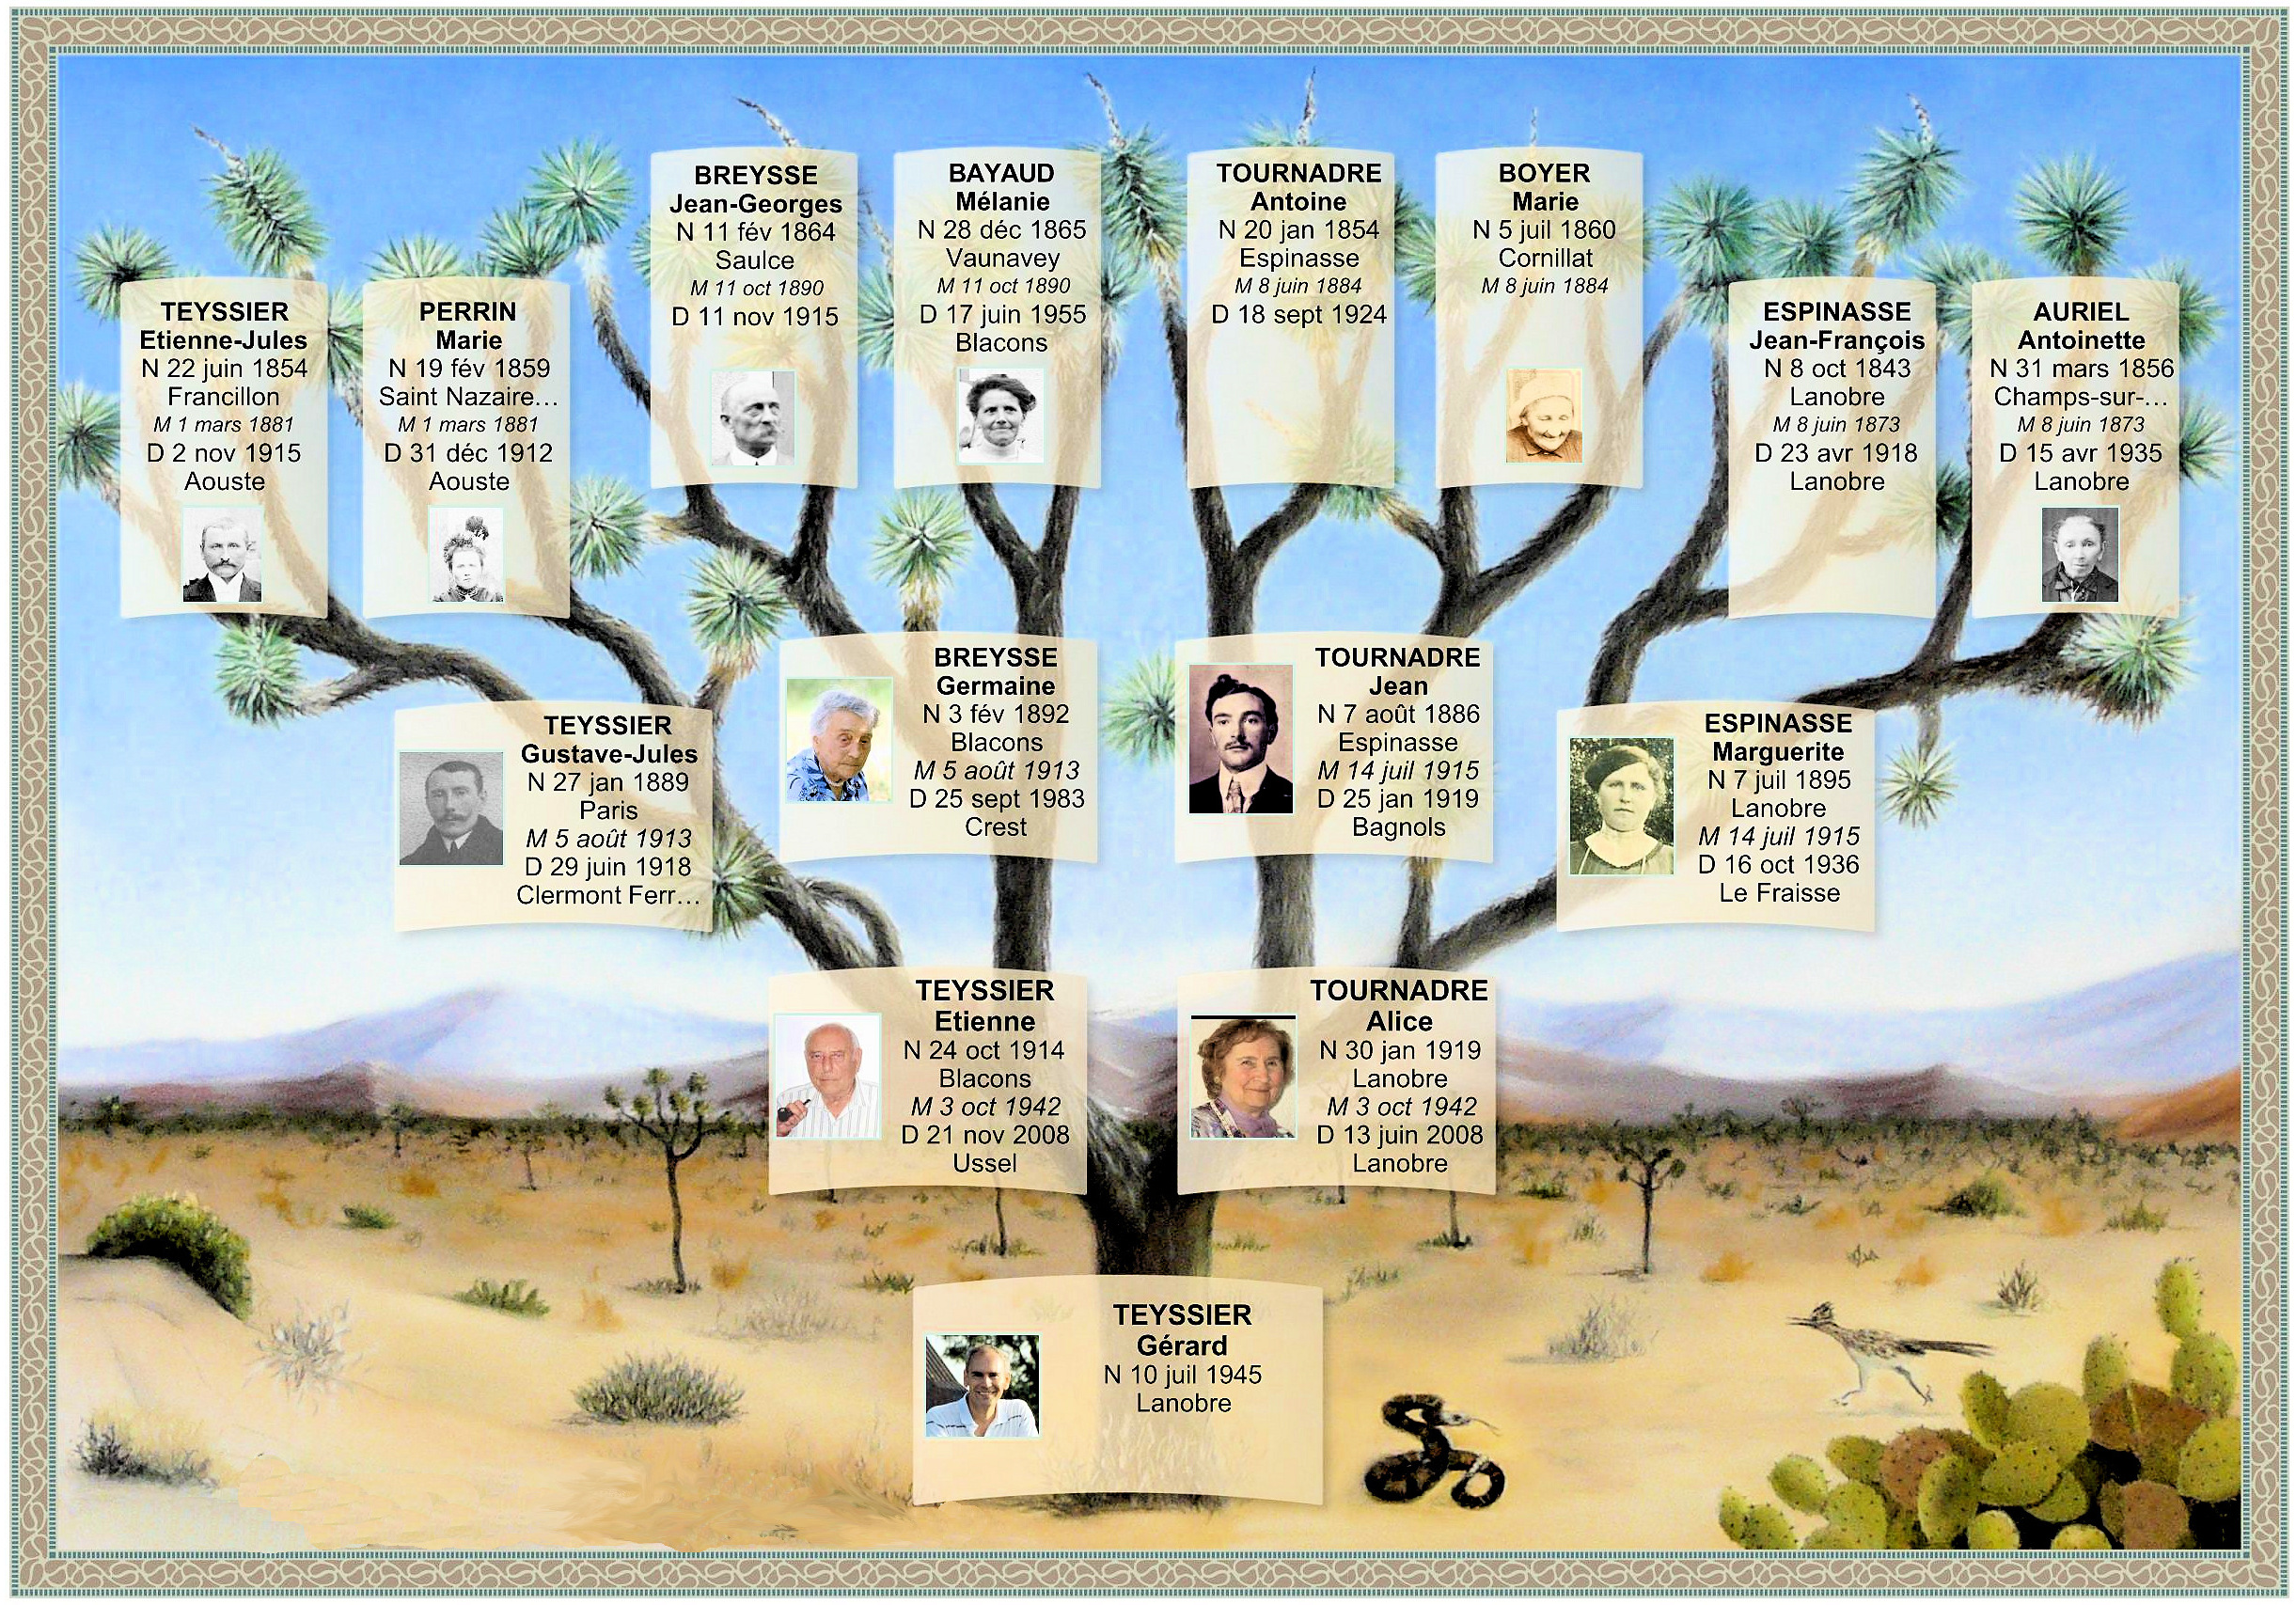 BREYSSE
Jean-Georges
N 11 fév 1864
Saulce
M 11 oct 1890
D 11 nov 1915
BAYAUD
Mélanie
N 28 déc 1865
Vaunavey
M 11 oct 1890
D 17 juin 1955
Blacons
TOURNADRE
Antoine
N 20 jan 1854
Espinasse
M 8 juin 1884
D 18 sept 1924
BOYER
Marie
N 5 juil 1860
Cornillat
M 8 juin 1884
TEYSSIER
Etienne-Jules
N 22 juin 1854
Francillon
M 1 mars 1881
D 2 nov 1915
Aouste
PERRIN
Marie
N 19 fév 1859
Saint Nazaire…
M 1 mars 1881
D 31 déc 1912
Aouste
ESPINASSE
Jean-François
N 8 oct 1843
Lanobre
M 8 juin 1873
D 23 avr 1918
Lanobre
AURIEL
Antoinette
N 31 mars 1856
Champs-sur-…
M 8 juin 1873
D 15 avr 1935
Lanobre
TEYSSIER
Gustave-Jules
N 27 jan 1889
Paris
M 5 août 1913
D 29 juin 1918
Clermont Ferr…
BREYSSE
Germaine
N 3 fév 1892
Blacons
M 5 août 1913
D 25 sept 1983
Crest
TOURNADRE
Jean
N 7 août 1886
Espinasse
M 14 juil 1915
D 25 jan 1919
Bagnols
ESPINASSE
Marguerite
N 7 juil 1895
Lanobre
M 14 juil 1915
D 16 oct 1936
Le Fraisse
TEYSSIER
Etienne
N 24 oct 1914
Blacons
M 3 oct 1942
D 21 nov 2008
Ussel
TOURNADRE
Alice
N 30 jan 1919
Lanobre
M 3 oct 1942
D 13 juin 2008
Lanobre
TEYSSIER
Gérard
N 10 juil 1945
Lanobre